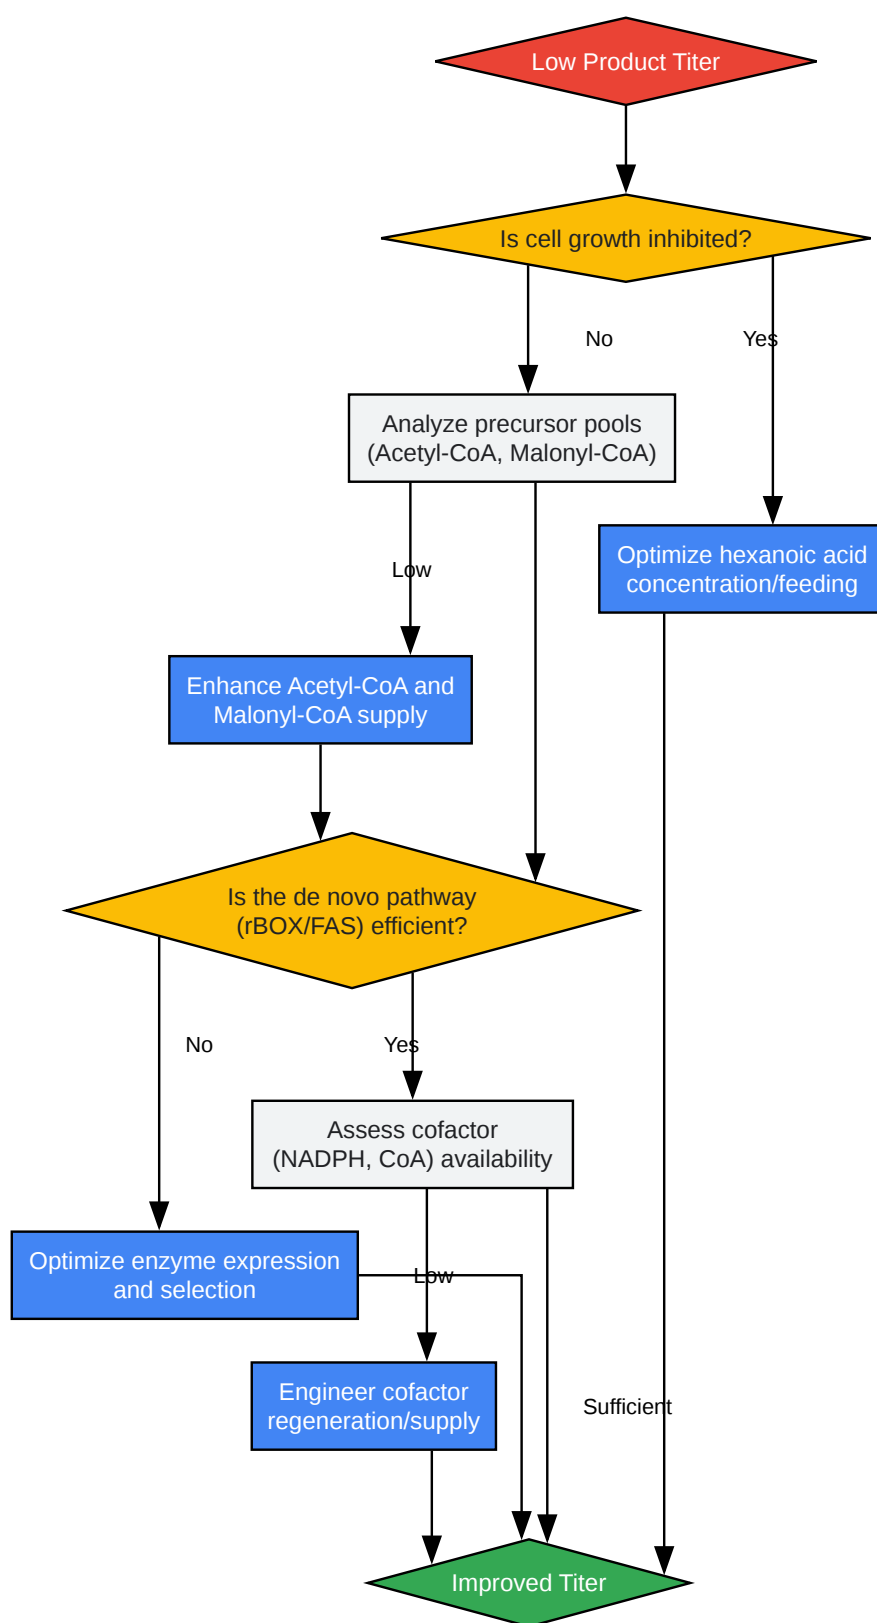 Low Product Titer
Is cell growth inhibited?
No
Yes
Analyze precursor pools
(Acetyl-CoA, Malonyl-CoA)
Optimize hexanoic acid
concentration/feeding
Low
Enhance Acetyl-CoA and
Malonyl-CoA supply
Is the de novo pathway
(rBOX/FAS) efficient?
No
Yes
Assess cofactor
(NADPH, CoA) availability
Optimize enzyme expression
and selection
Low
Engineer cofactor
regeneration/supply
Sufficient
Improved Titer